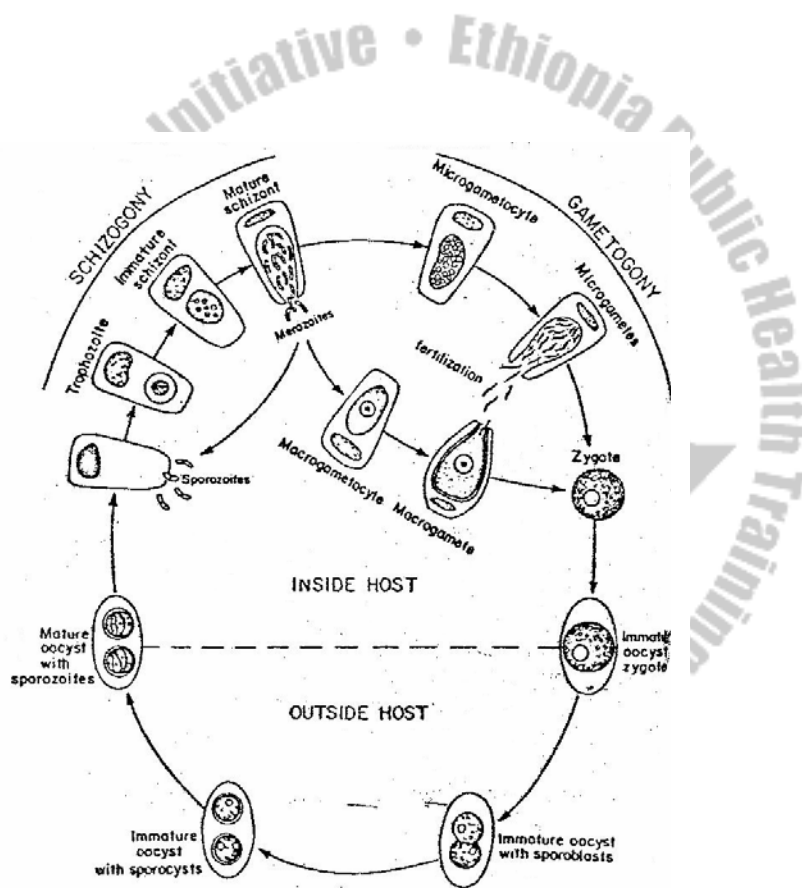 Initiative • Ethiopia Public Health Training
SCHIZOGONY
GAMETOGONY
Mature
schizont
Microgametocyte
Immature schizont
Microgametes
Merozoites
Trophozoite
fertilization
Sporozoites
Macrogametocyte
Macrogamete
Zygote
INSIDE HOST
Mature
oocyst
with
sporozoites
Immature
oocyst
zygote
OUTSIDE HOST
Immature
oocyst
with sporocysts
Immature oocyst
with sporoblasts